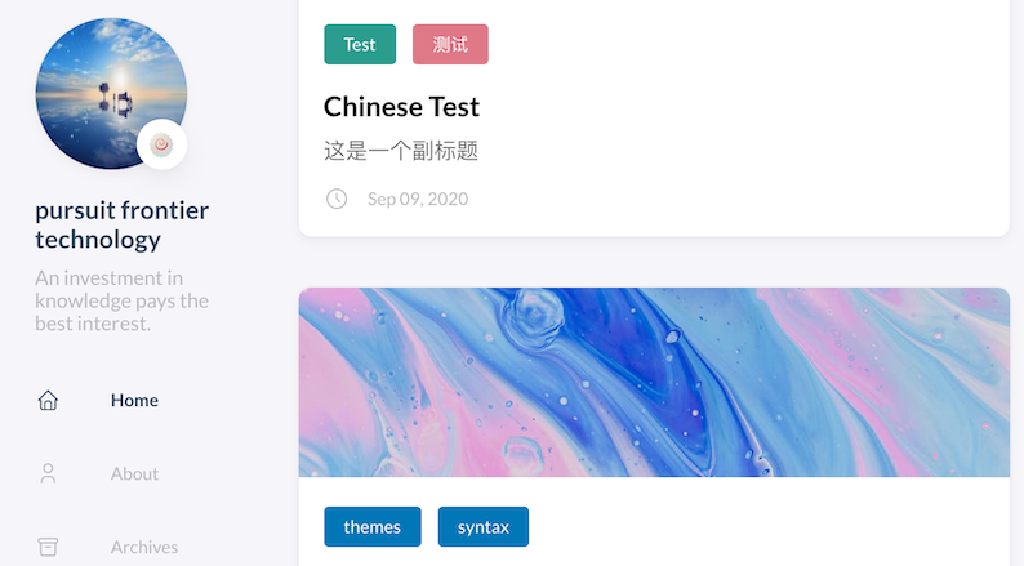 pursuit frontier
technology
An investment in
knowledge pays the
best interest.
Home
About
Archives
Test
测试
Chinese Test
这是一个副标题
Sep 09, 2020
themes
syntax